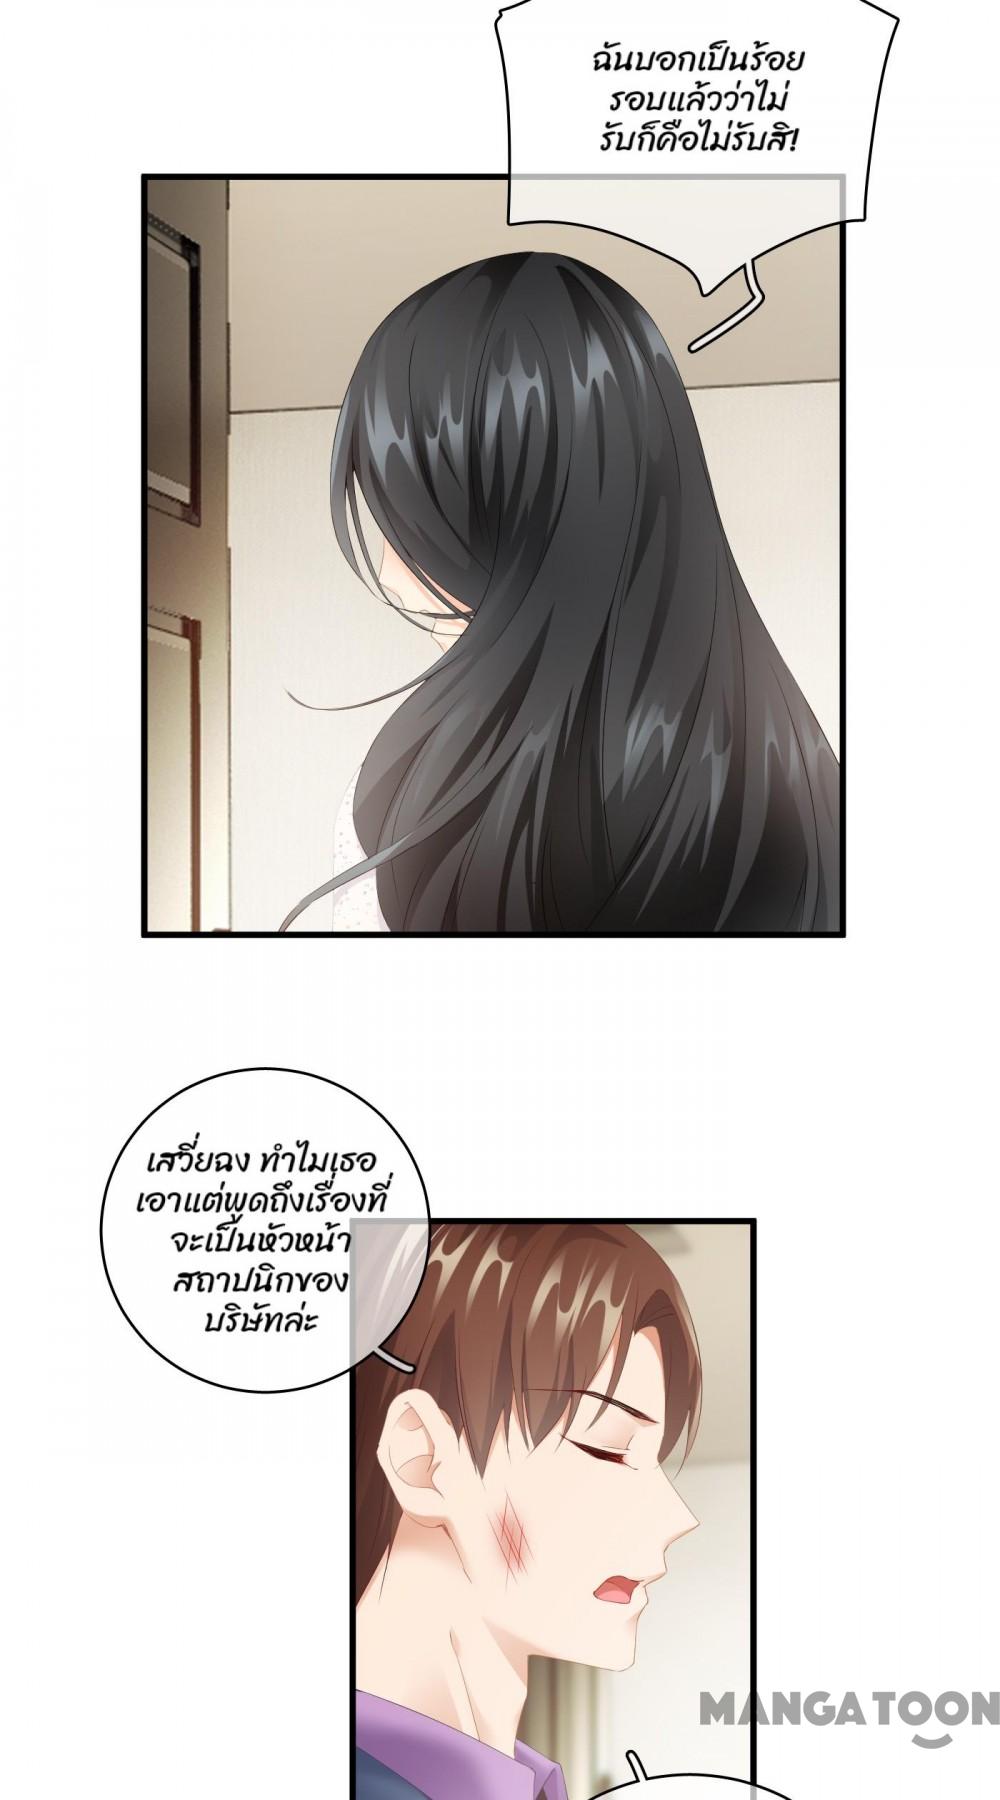 ฉันบอกเป็นร้อย
รอบแล้วว่าไม่
รับก็คือไม่รับสิ!
เสวี่ยฉง ทำไมเธอ
เอาแต่พูดถึงเรื่องที่
จะเป็นหัวหน้า
สถาปนิกของ
บริษัทล่ะ
MANGATOON